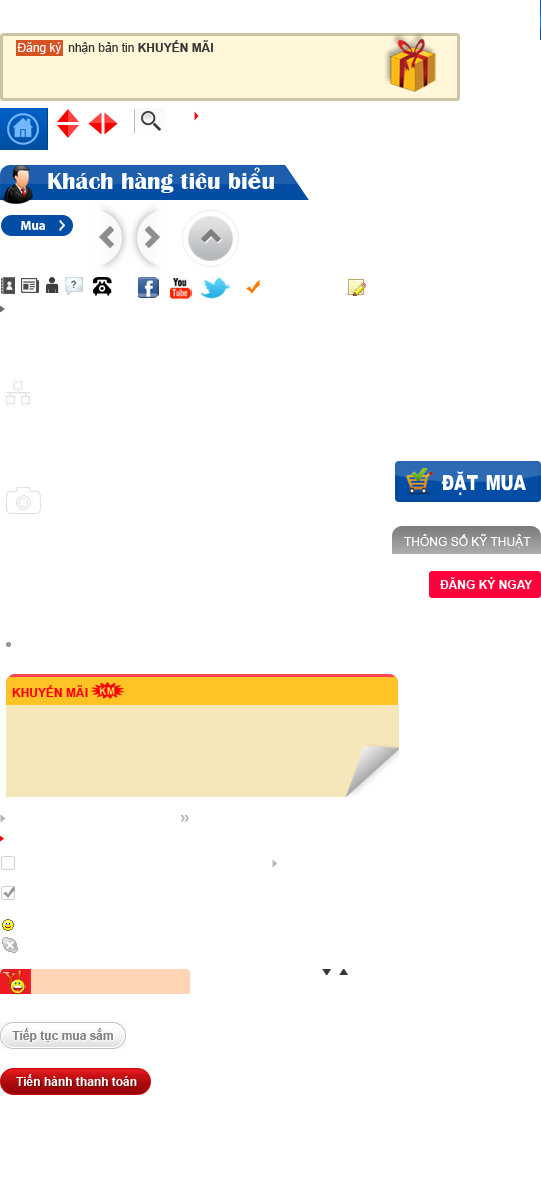 Đăng ký nhận bản tin KHUYẾN MÃI
Khách hàng tiêu biểu
Mua
You
Tube
ĐẶT MUA
THÔNG SỐ KỸ THUẬT
ĐĂNG KÝ NGAY
KHUYẾN MÃI KM
Tiếp tục mua sắm
Tiến hành thanh toán